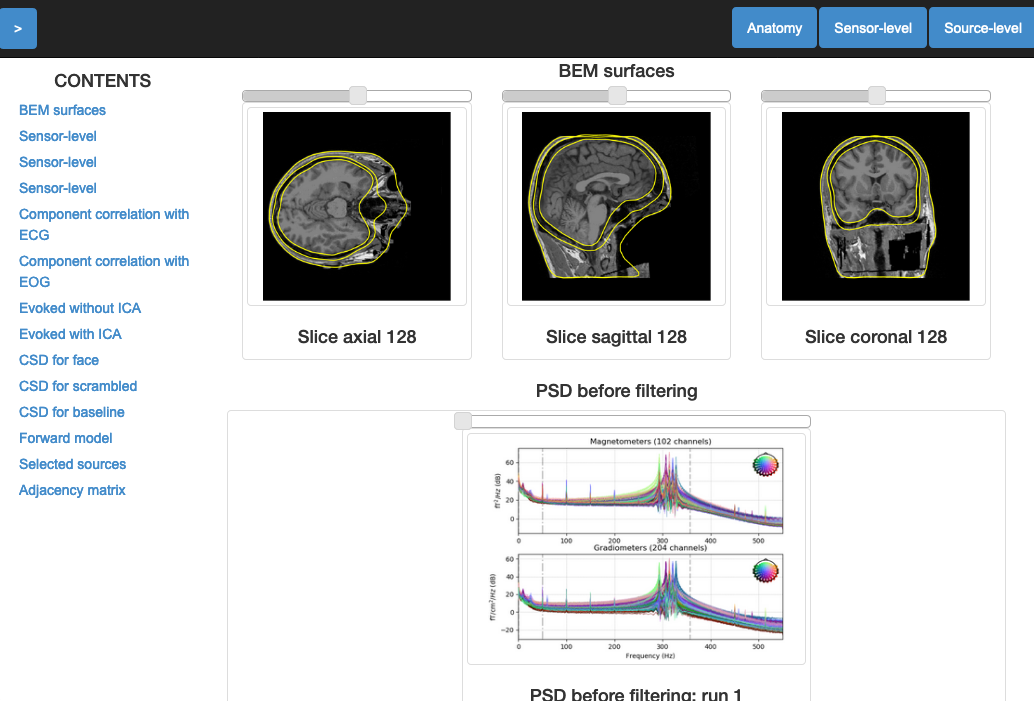 >
Anatomy
Sensor-level
Source-level
CONTENTS
BEM surfaces
Sensor-level
Sensor-level
Sensor-level
Component correlation with
ECG
Component correlation with
EOG
Evoked without ICA
Evoked with ICA
CSD for face
CSD for scrambled
CSD for baseline
Forward model
Selected sources
Adjacency matrix
BEM surfaces
Slice axial 128
Slice sagittal 128
Slice coronal 128
PSD before filtering
Magnetometers (102 channels)
fT²/Hz (dB)
60
40
20
0
0 100 200 300 400 500
Gradiometers (204 channels)
fT/cm²/Hz (dB)
60
40
20
0
−20
0 100 200 300 400 500
Frequency (Hz)
PSD before filtering: run 1